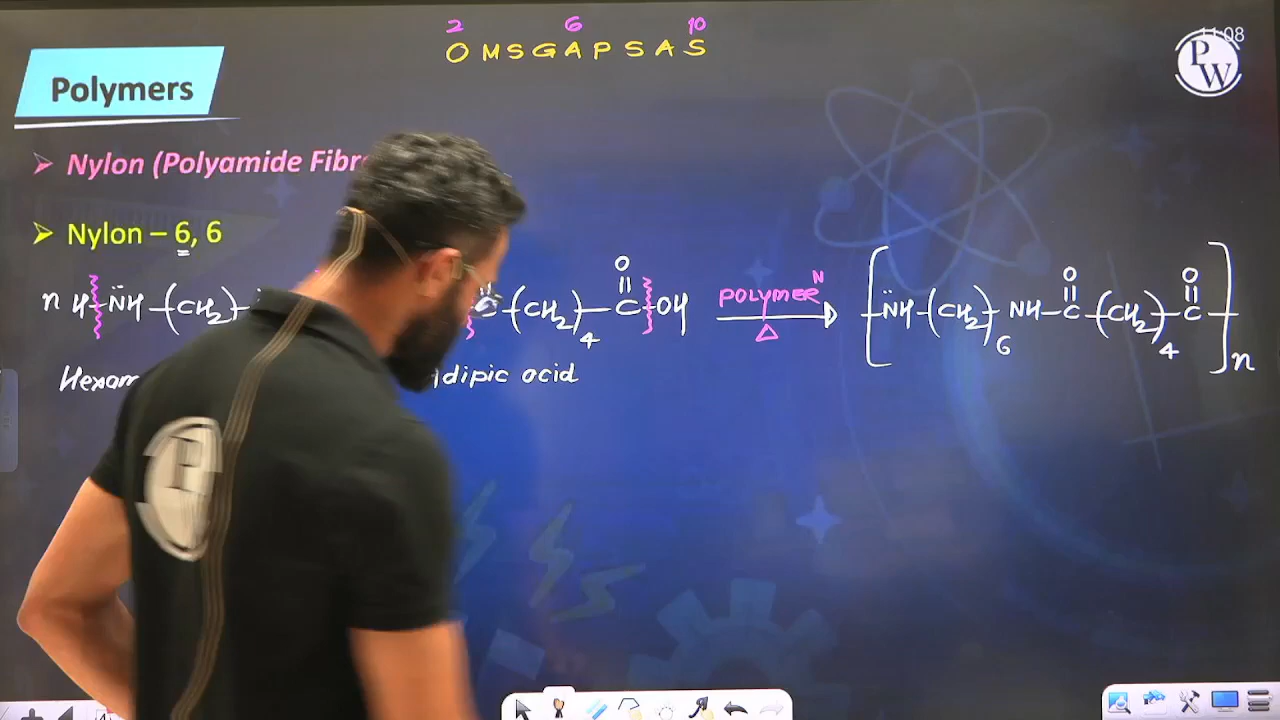 2 6 10
O M S G A P S A S
11:08
PW
Polymers
Nylon (Polyamide Fibr
Nylon – 6, 6
n H NH-(CH2)- C-(CH2)4-C-OH POLYMERN [NH-(CH2)6 NH-C-(CH2)4-C]n
O O O
Δ
Hexam dipic acid